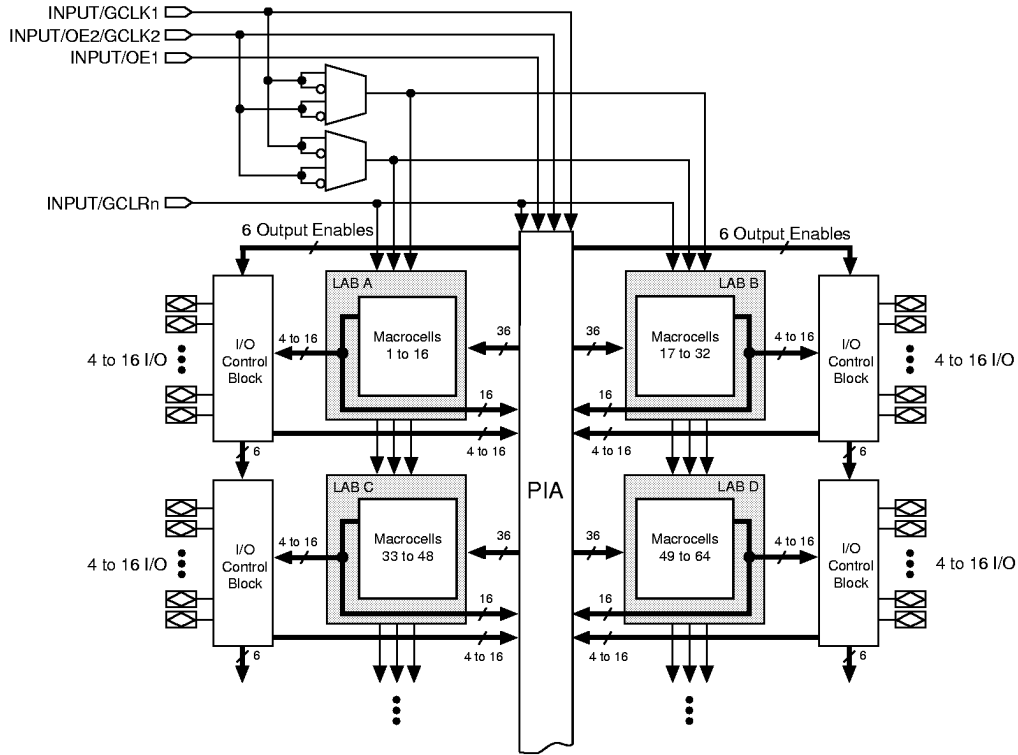 INPUT/GCLK1
INPUT/OE2/GCLK2
INPUT/OE1
INPUT/GCLRn
6 Output Enables
6 Output Enables
LAB A
LAB B
4 to 16 I/O
I/O
Control
Block
4 to 16
Macrocells
1 to 16
36
36
Macrocells
17 to 32
4 to 16
I/O
Control
Block
4 to 16 I/O
16
16
4 to 16
4 to 16
6
6
PIA
LAB C
LAB D
4 to 16 I/O
I/O
Control
Block
4 to 16
Macrocells
33 to 48
36
36
Macrocells
49 to 64
4 to 16
I/O
Control
Block
4 to 16 I/O
16
16
4 to 16
4 to 16
6
6